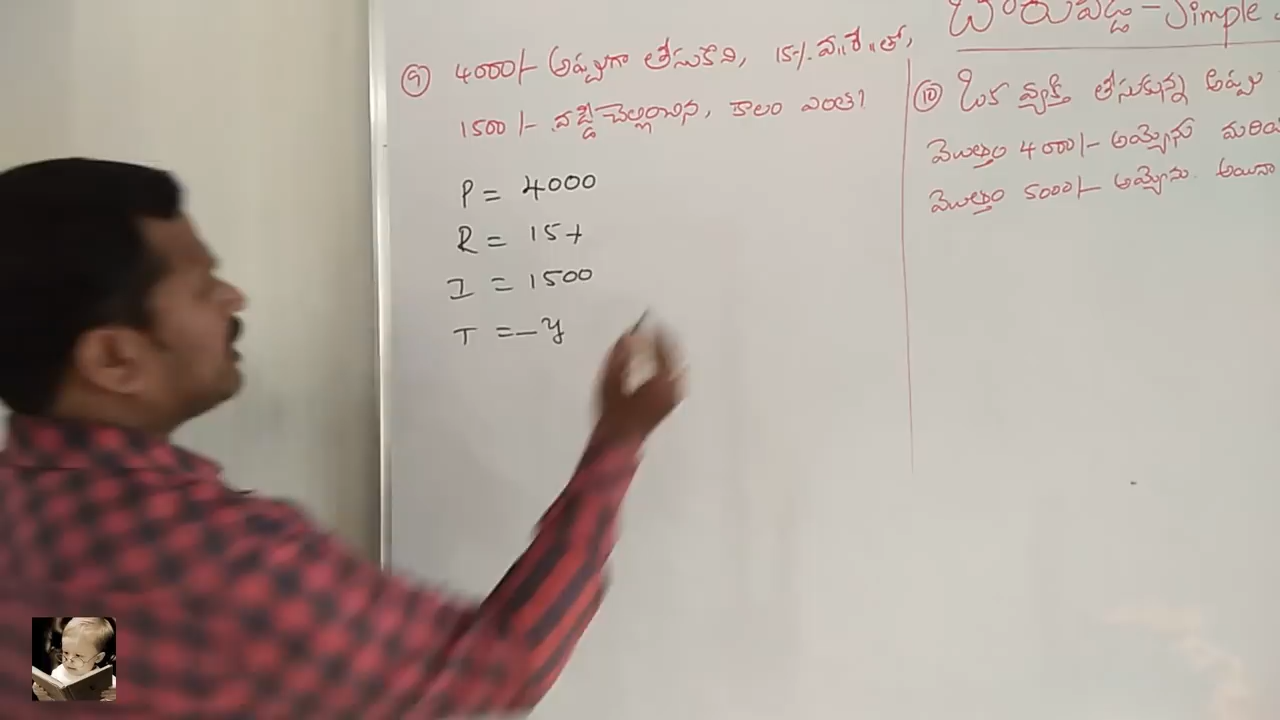 బారువడ్డీ - Simple
⑨ 4000/- అప్పుగా తీసుకొని, 15% వ॥రే॥తో,
1500/- వడ్డీ చెల్లించిన, కాలం ఎంత?
P = 4000
R = 15%
I = 1500
T = — y
⑩ ఒక వ్యక్తి తీసుకున్న అప్పు
మొత్తం 4000/- అయ్యెను మరియు
మొత్తం 5000/- అయ్యెను. అయినా